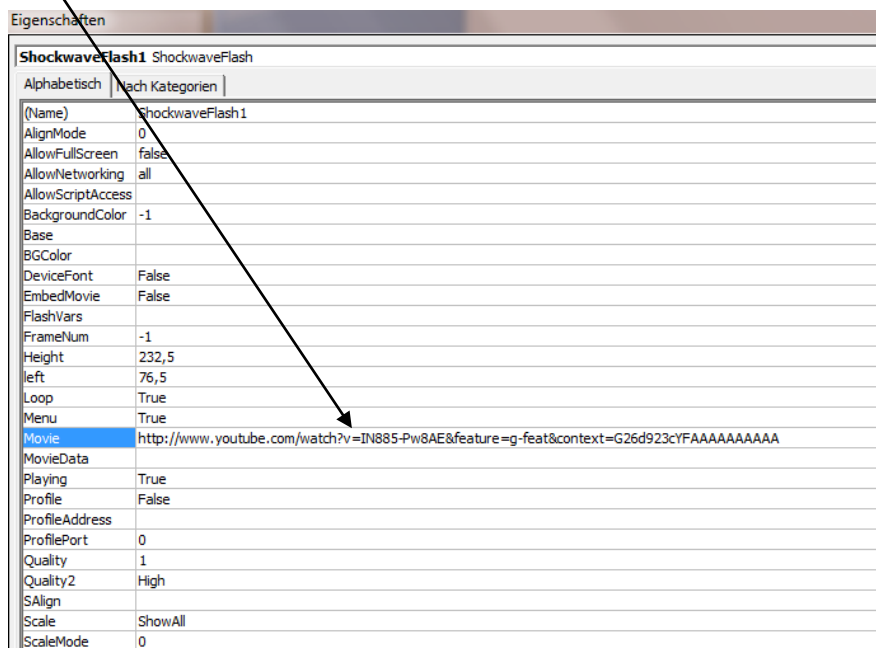 Eigenschaften
ShockwaveFlash1 ShockwaveFlash
Alphabetisch Nach Kategorien
(Name) ShockwaveFlash1
AlignMode 0
AllowFullScreen false
AllowNetworking all
AllowScriptAccess
BackgroundColor -1
Base
BGColor
DeviceFont False
EmbedMovie False
FlashVars
FrameNum -1
Height 232,5
left 76,5
Loop True
Menu True
Movie http://www.youtube.com/watch?v=IN885-Pw8AE&feature=g-feat&context=G26d923cYFAAAAAAAAAA
MovieData
Playing True
Profile False
ProfileAddress
ProfilePort 0
Quality 1
Quality2 High
SAlign
Scale ShowAll
ScaleMode 0